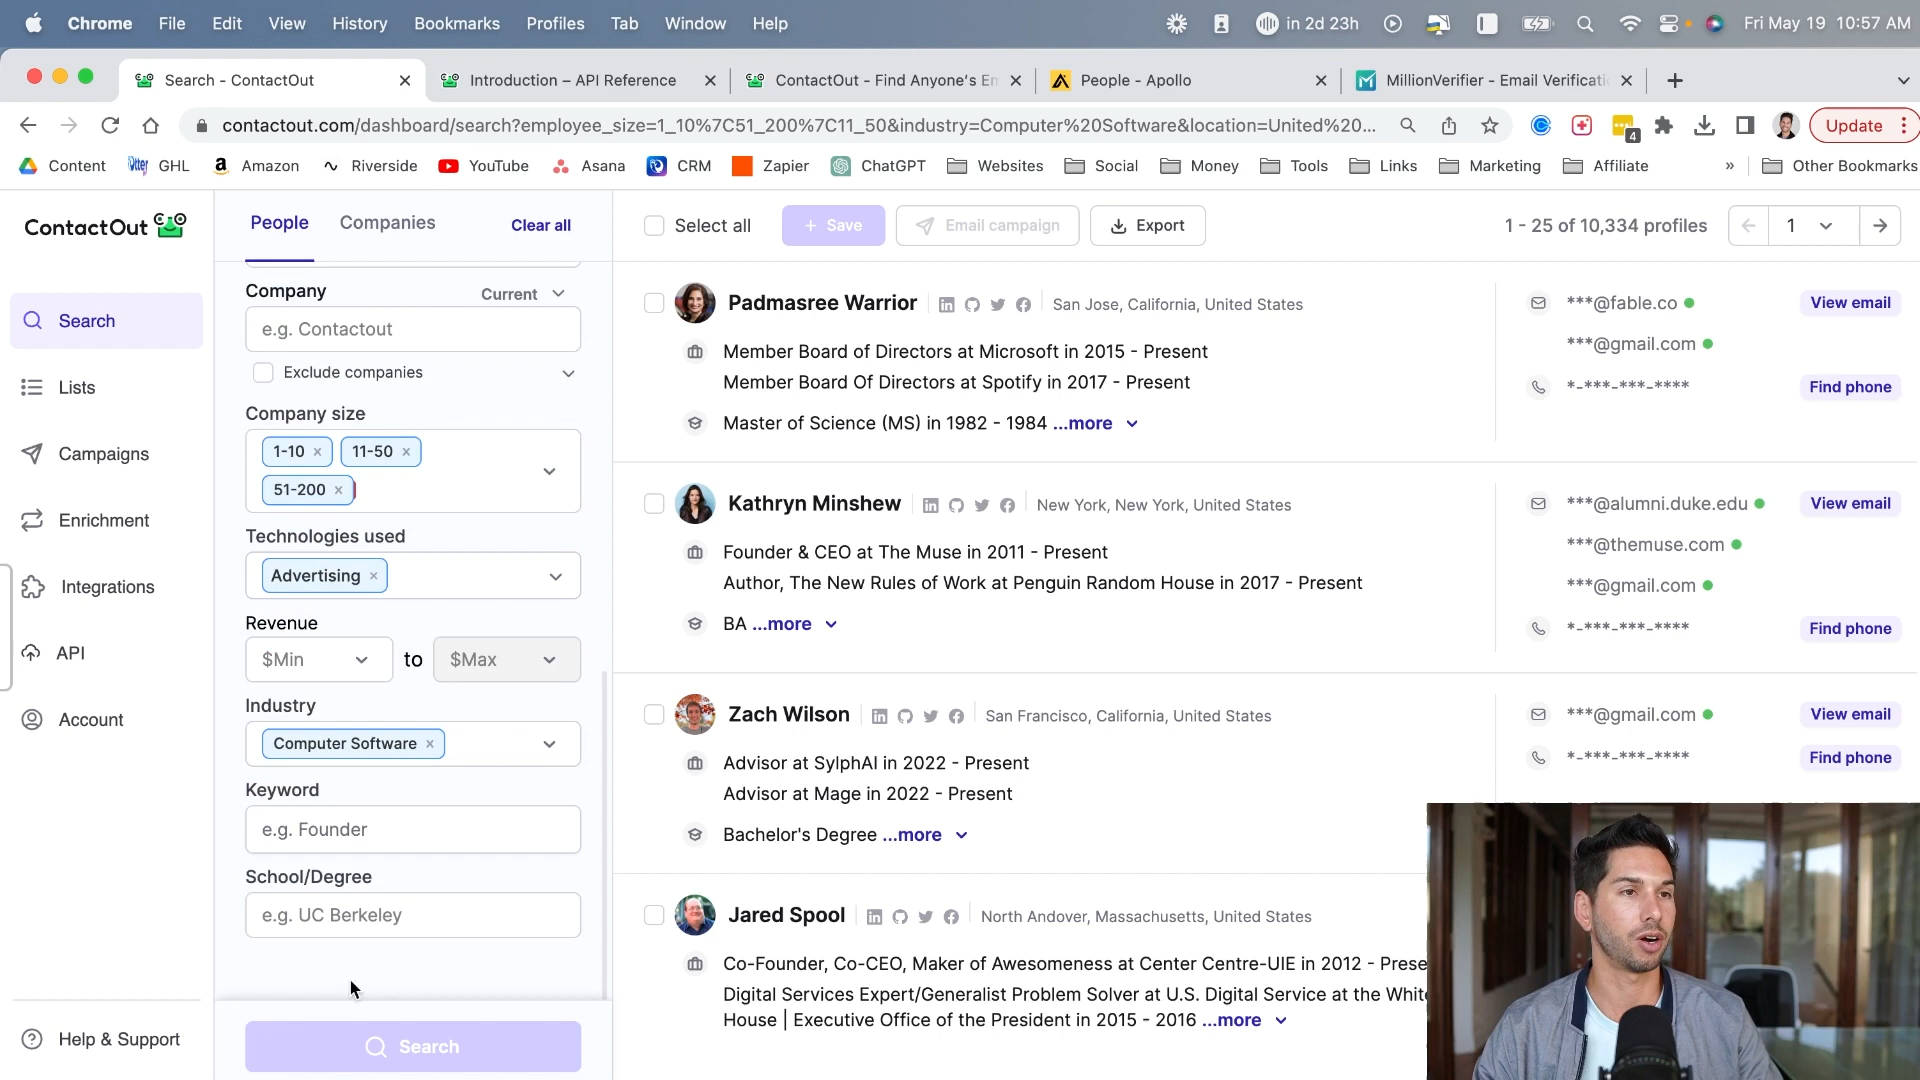 Chrome File Edit View History Bookmarks Profiles Tab Window Help in 2d 23h Fri May 19 10:57 AM
Search - ContactOut Introduction – API Reference ContactOut - Find Anyone's En People - Apollo MillionVerifier - Email Verificati
contactout.com/dashboard/search?employee_size=1_10%7C51_200%7C11_50&industry=Computer%20Software&location=United%20... 4 Update
Content GHL Amazon Riverside YouTube Asana CRM Zapier ChatGPT Websites Social Money Tools Links Marketing Affiliate » Other Bookmarks
ContactOut
Search
Lists
Campaigns
Enrichment
Integrations
API
Account
Help & Support
People Companies Clear all
Company Current
e.g. Contactout
Exclude companies
Company size
1-10 × 11-50 ×
51-200 ×
Technologies used
Advertising ×
Revenue
$Min to $Max
Industry
Computer Software ×
Keyword
e.g. Founder
School/Degree
e.g. UC Berkeley
Search
Select all + Save Email campaign Export 1 - 25 of 10,334 profiles 1
Padmasree Warrior San Jose, California, United States
Member Board of Directors at Microsoft in 2015 - Present
Member Board Of Directors at Spotify in 2017 - Present
Master of Science (MS) in 1982 - 1984 ...more
***@fable.co View email
***@gmail.com
*-***-***-**** Find phone
Kathryn Minshew New York, New York, United States
Founder & CEO at The Muse in 2011 - Present
Author, The New Rules of Work at Penguin Random House in 2017 - Present
BA ...more
***@alumni.duke.edu View email
***@themuse.com
***@gmail.com
*-***-***-**** Find phone
Zach Wilson San Francisco, California, United States
Advisor at SylphAI in 2022 - Present
Advisor at Mage in 2022 - Present
Bachelor's Degree ...more
***@gmail.com View email
*-***-***-**** Find phone
Jared Spool North Andover, Massachusetts, United States
Co-Founder, Co-CEO, Maker of Awesomeness at Center Centre-UIE in 2012 - Prese
Digital Services Expert/Generalist Problem Solver at U.S. Digital Service at the Whit
House | Executive Office of the President in 2015 - 2016 ...more